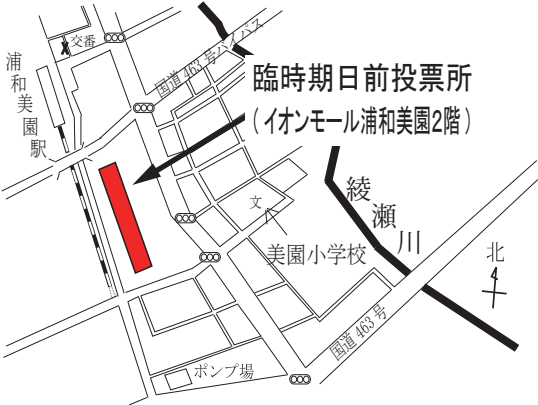 交番
浦和美園駅
国道463号バイパス
臨時期日前投票所
(イオンモール浦和美園2階)
文
綾瀬川
美園小学校
北
国道463号
ポンプ場